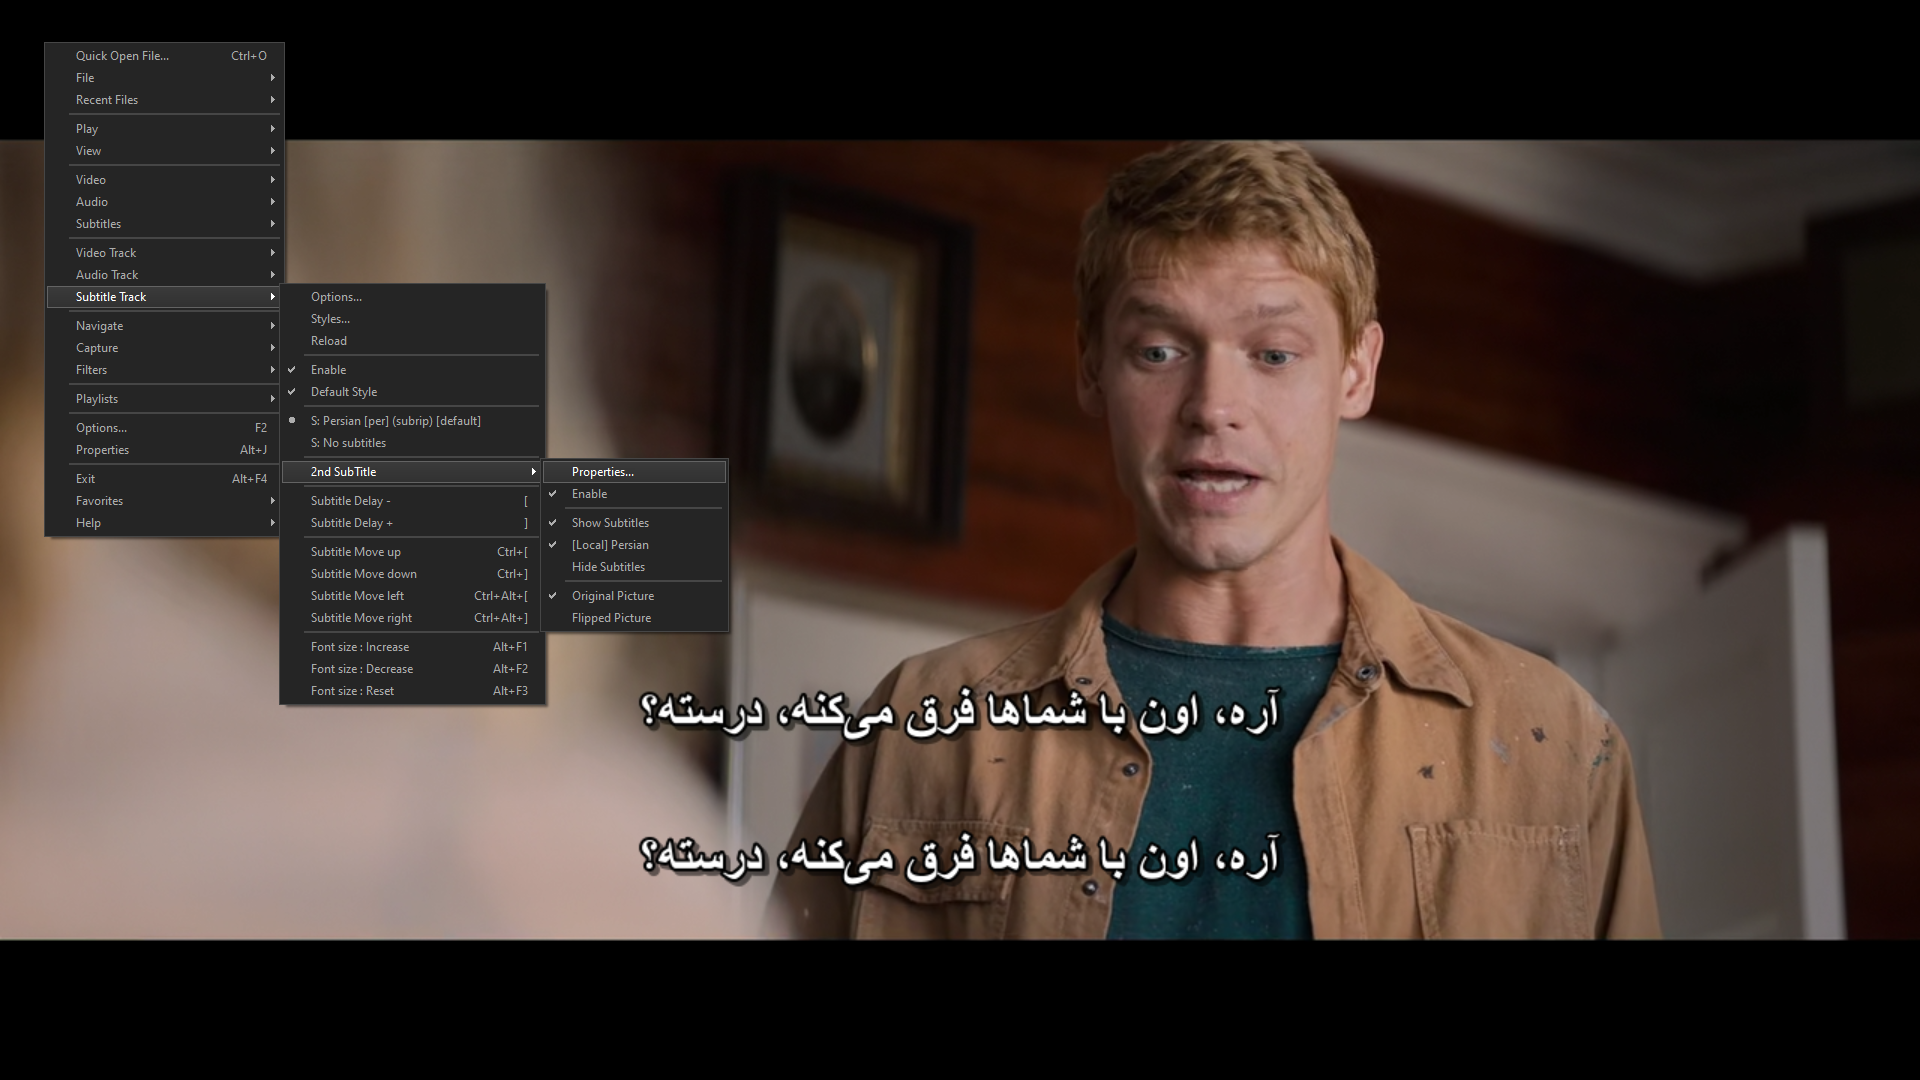 Quick Open File... Ctrl+O
File
Recent Files
Play
View
Video
Audio
Subtitles
Video Track
Audio Track
Subtitle Track
Navigate
Capture
Filters
Playlists
Options... F2
Properties Alt+J
Exit Alt+F4
Favorites
Help
Options...
Styles...
Reload
Enable
Default Style
S: Persian [per] (subrip) [default]
S: No subtitles
2nd SubTitle
Subtitle Delay - [
Subtitle Delay + ]
Subtitle Move up Ctrl+[
Subtitle Move down Ctrl+]
Subtitle Move left Ctrl+Alt+[
Subtitle Move right Ctrl+Alt+]
Font size : Increase Alt+F1
Font size : Decrease Alt+F2
Font size : Reset Alt+F3
Properties...
Enable
Show Subtitles
[Local] Persian
Hide Subtitles
Original Picture
Flipped Picture
آره، اون با شماها فرق می‌کنه، درسته؟
آره، اون با شماها فرق می‌کنه، درسته؟